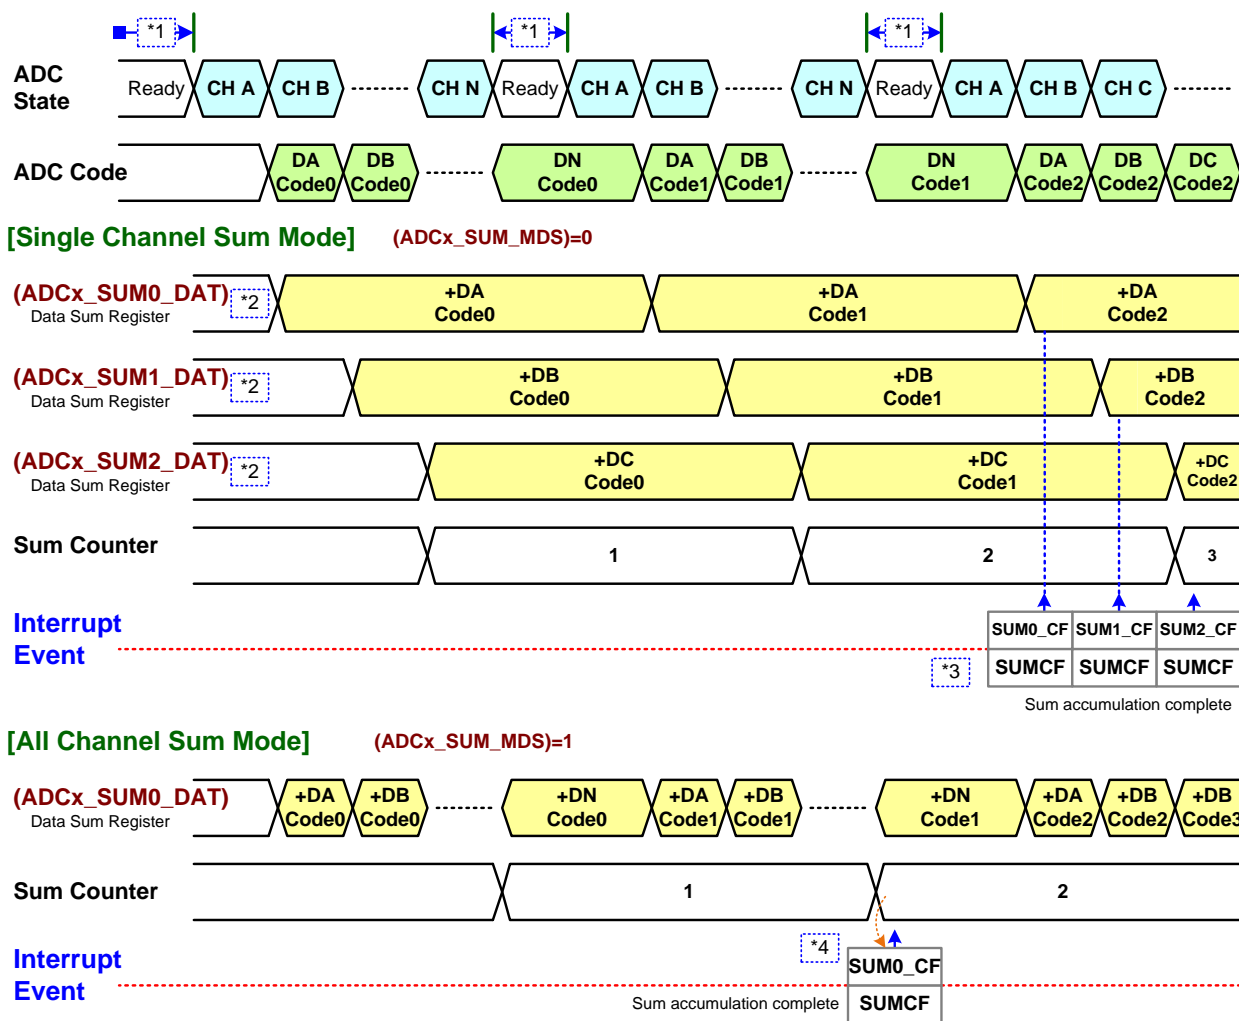 *1 *1 *1
ADC State
Ready CH A CH B CH N Ready CH A CH B CH N Ready CH A CH B CH C
ADC Code
DA Code0 DB Code0 DN Code0 DA Code1 DB Code1 DN Code1 DA Code2 DB Code2 DC Code2
[Single Channel Sum Mode] (ADCx_SUM_MDS)=0
(ADCx_SUM0_DAT) *2
Data Sum Register
+DA Code0 +DA Code1 +DA Code2
(ADCx_SUM1_DAT) *2
Data Sum Register
+DB Code0 +DB Code1 +DB Code2
(ADCx_SUM2_DAT) *2
Data Sum Register
+DC Code0 +DC Code1 +DC Code2
Sum Counter 1 2 3
Interrupt Event
SUM0_CF SUM1_CF SUM2_CF
*3 SUMCF SUMCF SUMCF
Sum accumulation complete
[All Channel Sum Mode] (ADCx_SUM_MDS)=1
(ADCx_SUM0_DAT)
Data Sum Register
+DA Code0 +DB Code0 +DN Code0 +DA Code1 +DB Code1 +DN Code1 +DA Code2 +DB Code2 +DB Code3
Sum Counter 1 2
Interrupt Event
*4 SUM0_CF
Sum accumulation complete SUMCF